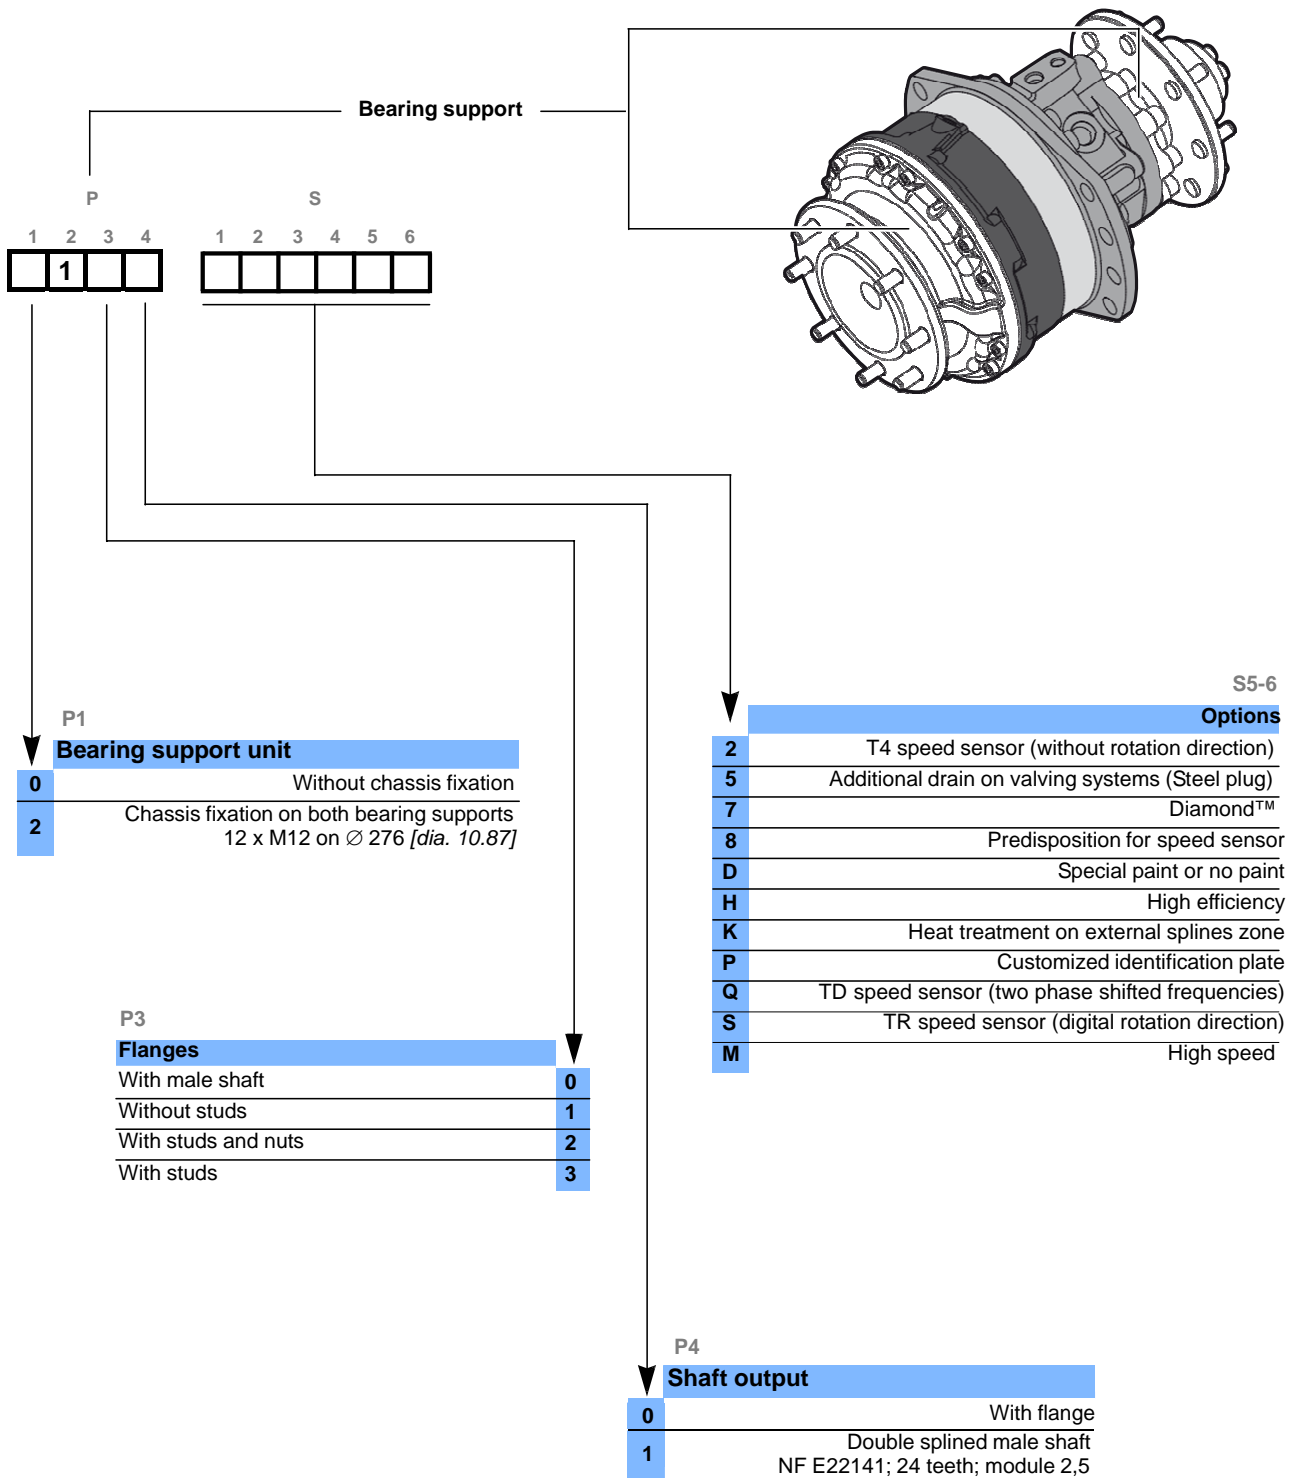 Bearing support
P S
1 2 3 4 1 2 3 4 5 6
1
P1
Bearing support unit
0 Without chassis fixation
2 Chassis fixation on both bearing supports
12 x M12 on ∅ 276 [dia. 10.87]
S5-6
Options
2 T4 speed sensor (without rotation direction)
5 Additional drain on valving systems (Steel plug)
7 Diamond™
8 Predisposition for speed sensor
D Special paint or no paint
H High efficiency
K Heat treatment on external splines zone
P Customized identification plate
Q TD speed sensor (two phase shifted frequencies)
S TR speed sensor (digital rotation direction)
M High speed
P3
Flanges
With male shaft 0
Without studs 1
With studs and nuts 2
With studs 3
P4
Shaft output
0 With flange
1 Double splined male shaft
NF E22141; 24 teeth; module 2,5